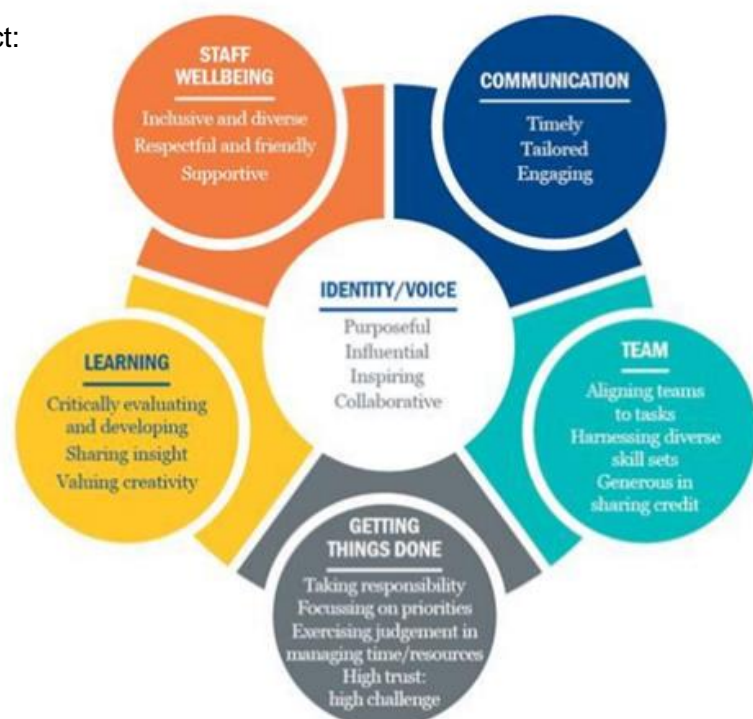 ct:
STAFF
WELLBEING
Inclusive and diverse
Respectful and friendly
Supportive
COMMUNICATION
Timely
Tailored
Engaging
IDENTITY/VOICE
Purposeful
Influential
Inspiring
Collaborative
LEARNING
Critically evaluating
and developing
Sharing insight
Valuing creativity
TEAM
Aligning teams
to tasks
Harnessing diverse
skill sets
Generous in
sharing credit
GETTING
THINGS DONE
Taking responsibility
Focussing on priorities
Exercising judgement in
managing time/resources
High trust:
high challenge